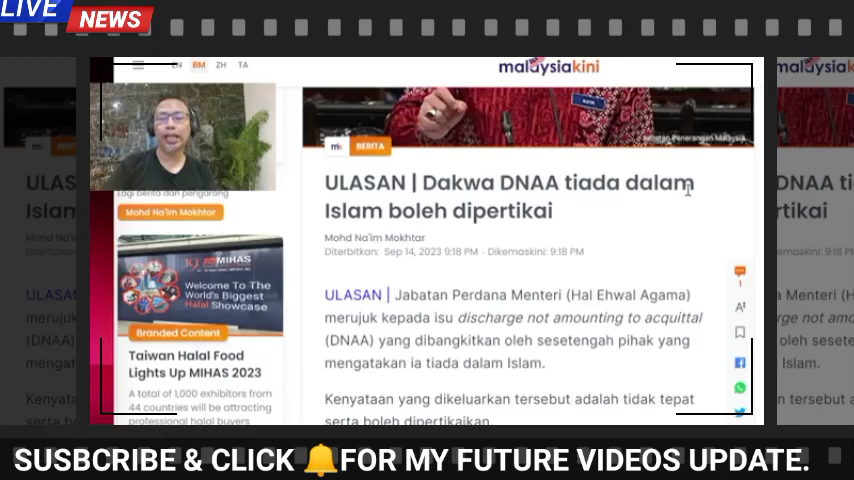 LIVE
NEWS
EN BM ZH TA
malaysiakini
Jabatan Penerangan Malaysia
mk BERITA
ULASAN | Dakwa DNAA tiada dalam
Islam boleh dipertikai
Mohd Na'im Mokhtar
Diterbitkan: Sep 14, 2023 9:18 PM - Dikemaskini: 9:18 PM
ULASAN | Jabatan Perdana Menteri (Hal Ehwal Agama)
merujuk kepada isu discharge not amounting to acquittal
(DNAA) yang dibangkitkan oleh sesetengah pihak yang
mengatakan ia tiada dalam Islam.
Kenyataan yang dikeluarkan tersebut adalah tidak tepat
serta boleh dipertikaikan.
1
Lagi berita dan pengarang
Mohd Na'im Mokhtar
MIHAS
Welcome To The
World's Biggest
Halal Showcase
Branded Content
Taiwan Halal Food
Lights Up MIHAS 2023
A total of 1,000 exhibitors from
44 countries will be attracting
professional halal buyers
SUSBCRIBE & CLICK 🔔FOR MY FUTURE VIDEOS UPDATE.